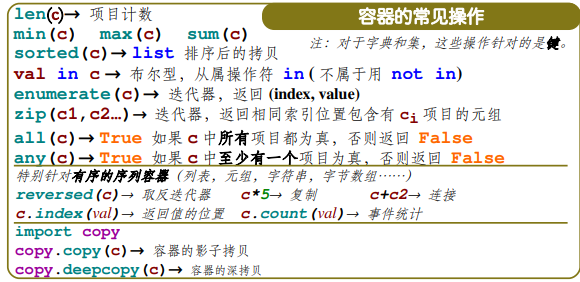 容器的常见操作
len(c)→ 项目计数
min(c) max(c) sum(c)
注：对于字典和集，这些操作针对的是键。
sorted(c)→ list 排序后的拷贝
val in c→ 布尔型，从属操作符 in ( 不属于用 not in)
enumerate(c)→ 迭代器，返回 (index, value)
zip(c1,c2…)→ 迭代器，返回相同索引位置包含有 ci 项目的元组
all(c)→ True 如果 c 中所有项目都为真，否则返回 False
any(c)→ True 如果 c 中至少有一个项目为真，否则返回 False
特别针对有序的序列容器（列表，元组，字符串，字节数组……）
reversed(c)→ 取反迭代器 c*5→ 复制 c+c2→ 连接
c.index(val)→ 返回值的位置 c.count(val)→ 事件统计
import copy
copy.copy(c)→ 容器的影子拷贝
copy.deepcopy(c)→ 容器的深拷贝